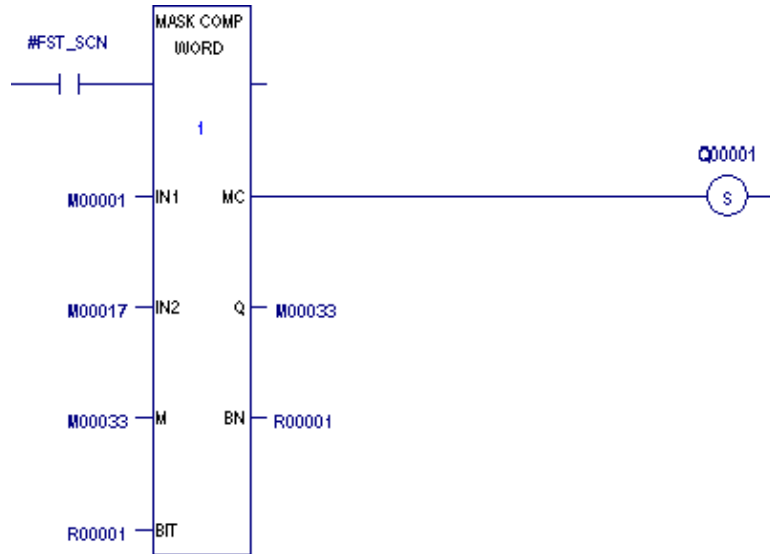 #FST_SCN
MASK COMP
WORD
1
Q00001
S
M00001 IN1 MC
M00017 IN2 Q M00033
M00033 M BN R00001
R00001 BIT